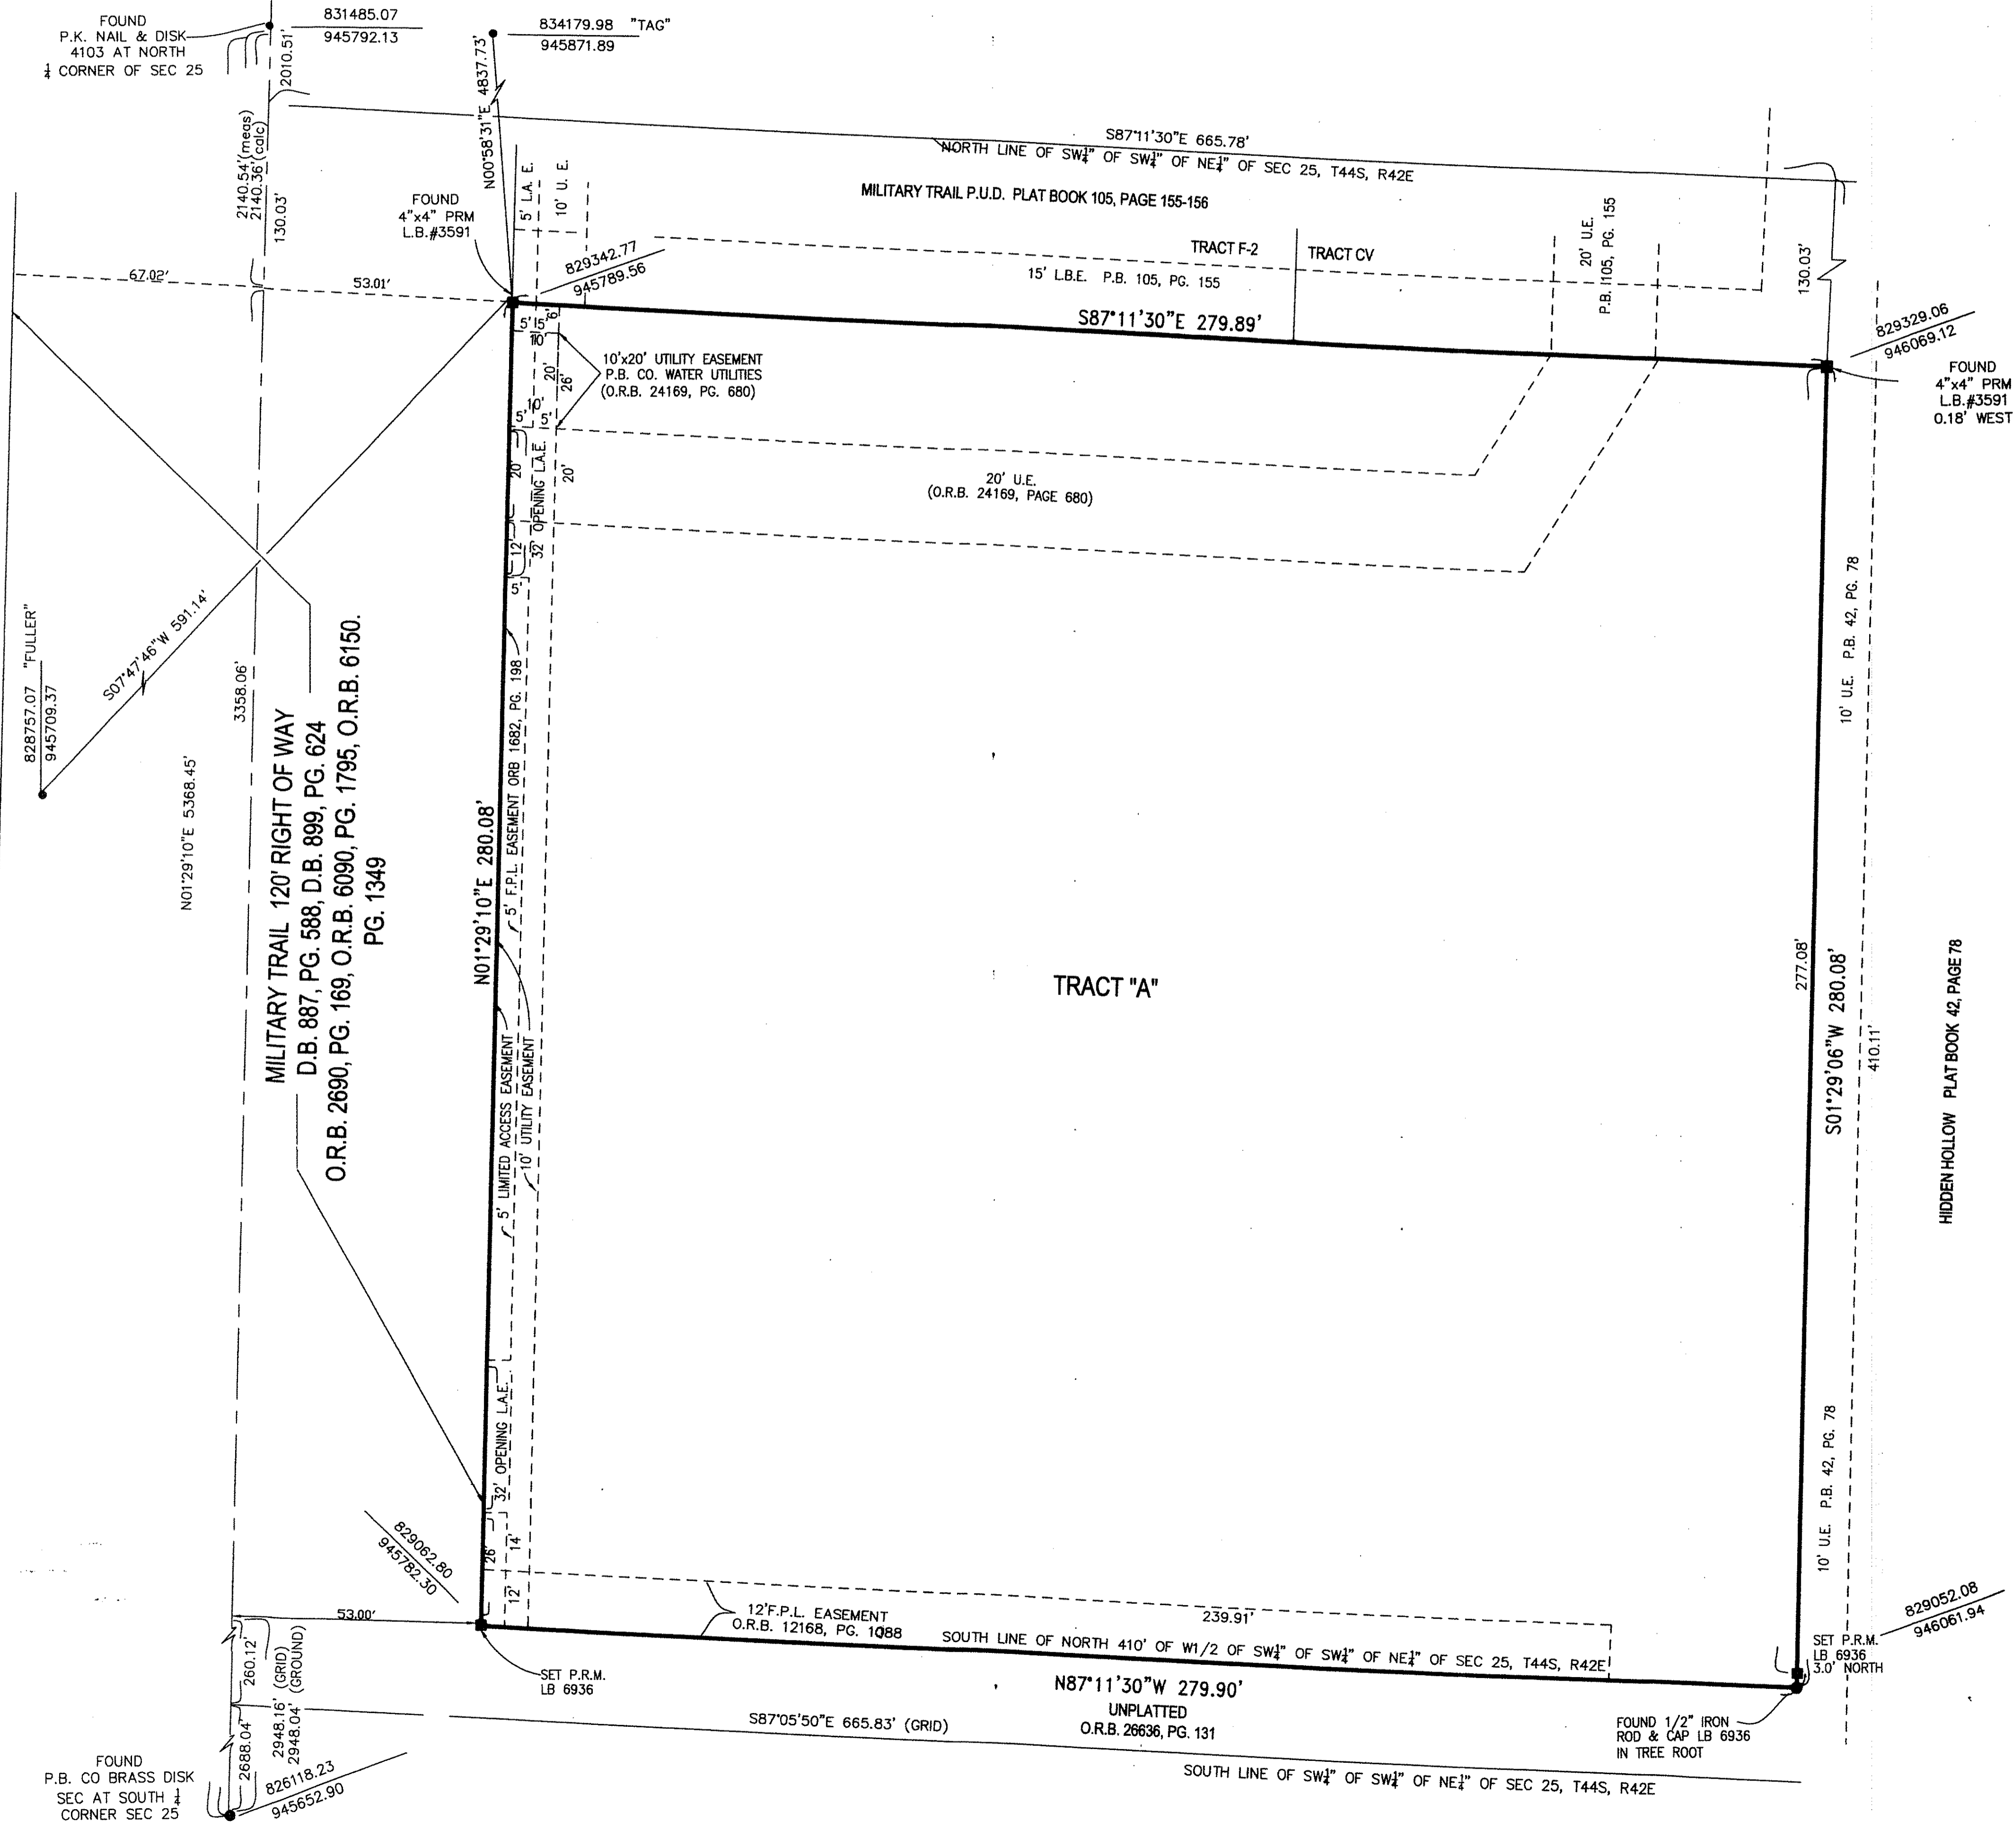 FOUND
P.K. NAIL & DISK
4103 AT NORTH
¼ CORNER OF SEC 25
831485.07
945792.13
834179.98 "TAG"
945871.89
2010.51'
N00°58'31"E 4837.73'
2140.54'(meas)
2140.36'(calc)
130.03'
S87°11'30"E 665.78'
NORTH LINE OF SW¼" OF SW¼" OF NE¼" OF SEC 25, T44S, R42E
MILITARY TRAIL P.U.D. PLAT BOOK 105, PAGE 155-156
FOUND
4"x4" PRM
L.B.#3591
5' LA. E.
10' U. E.
829342.77
945789.56
TRACT F-2
TRACT CV
15' L.B.E. P.B. 105, PG. 155
20' U.E.
P.B. 105, PG. 155
130.03'
67.02'
53.01'
S87°11'30"E 279.89'
829329.06
946069.12
FOUND
4"x4" PRM
L.B.#3591
0.18' WEST
5'
5'
6'
10'
10'x20' UTILITY EASEMENT
P.B. CO. WATER UTILITIES
(O.R.B. 24169, PG. 680)
20'
26'
10'
5'
5'
20'
32' OPENING L.A.E.
20'
12'
5'
20' U.E.
(O.R.B. 24169, PAGE 680)
828757.07 "FULLER"
945709.37
S07°47'46"W 591.14'
3358.06'
N01°29'10"E 5368.45'
MILITARY TRAIL 120' RIGHT OF WAY
D.B. 887, PG. 588, D.B. 899, PG. 624
O.R.B. 2690, PG. 169, O.R.B. 6090, PG. 1795, O.R.B. 6150.
PG. 1349
N01°29'10"E 280.08'
5' F.P.L. EASEMENT ORB 1682, PG. 198
5' LIMITED ACCESS EASEMENT
10' UTILITY EASEMENT
TRACT "A"
10' U.E. P.B. 42, PG. 78
277.08'
S01°29'06"W 280.08'
410.11'
HIDDEN HOLLOW PLAT BOOK 42, PAGE 78
32' OPENING L.A.E.
26'
14'
12'
829062.80
945782.30
53.00'
12'F.P.L. EASEMENT
O.R.B. 12168, PG. 1088
239.91'
10' U.E. P.B. 42, PG. 78
829052.08
946061.94
SET P.R.M.
LB 6936
3.0' NORTH
SOUTH LINE OF NORTH 410' OF W1/2 OF SW¼" OF SW¼" OF NE¼" OF SEC 25, T44S, R42E
SET P.R.M.
LB 6936
N87°11'30"W 279.90'
UNPLATTED
O.R.B. 26636, PG. 131
260.12'
2948.16' (GRID)
2948.04' (GROUND)
2688.04'
S87°05'50"E 665.83' (GRID)
FOUND 1/2" IRON
ROD & CAP LB 6936
IN TREE ROOT
SOUTH LINE OF SW¼" OF SW¼" OF NE¼" OF SEC 25, T44S, R42E
FOUND
P.B. CO BRASS DISK
SEC AT SOUTH ¼
CORNER SEC 25
826118.23
945652.90